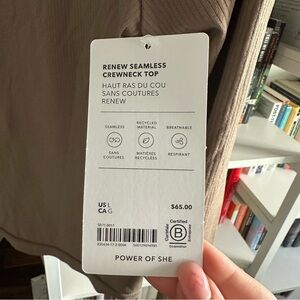 RENEW SEAMLESS
CREWNECK TOP
HAUT RAS DU COU
SANS COUTURES
RENEW
SEAMLESS
RECYCLED
MATERIAL
BREATHABLE
SANS
COUTURES
MATIÈRES
RECYCLÉES
RESPIRANT
US L
CA G
$65.00
Certified
B
Corporation
POWER OF SHE